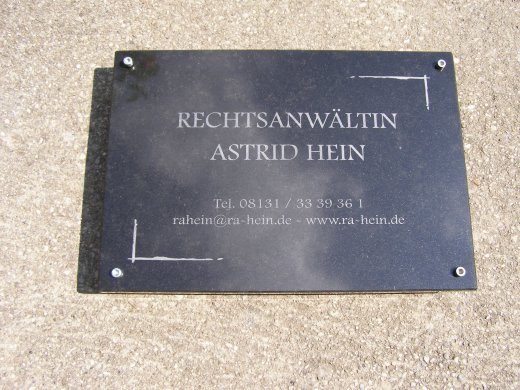 RECHTSANWÄLTIN
ASTRID HEIN
Tel. 08131 / 33 39 36 1
rahein@ra-hein.de - www.ra-hein.de